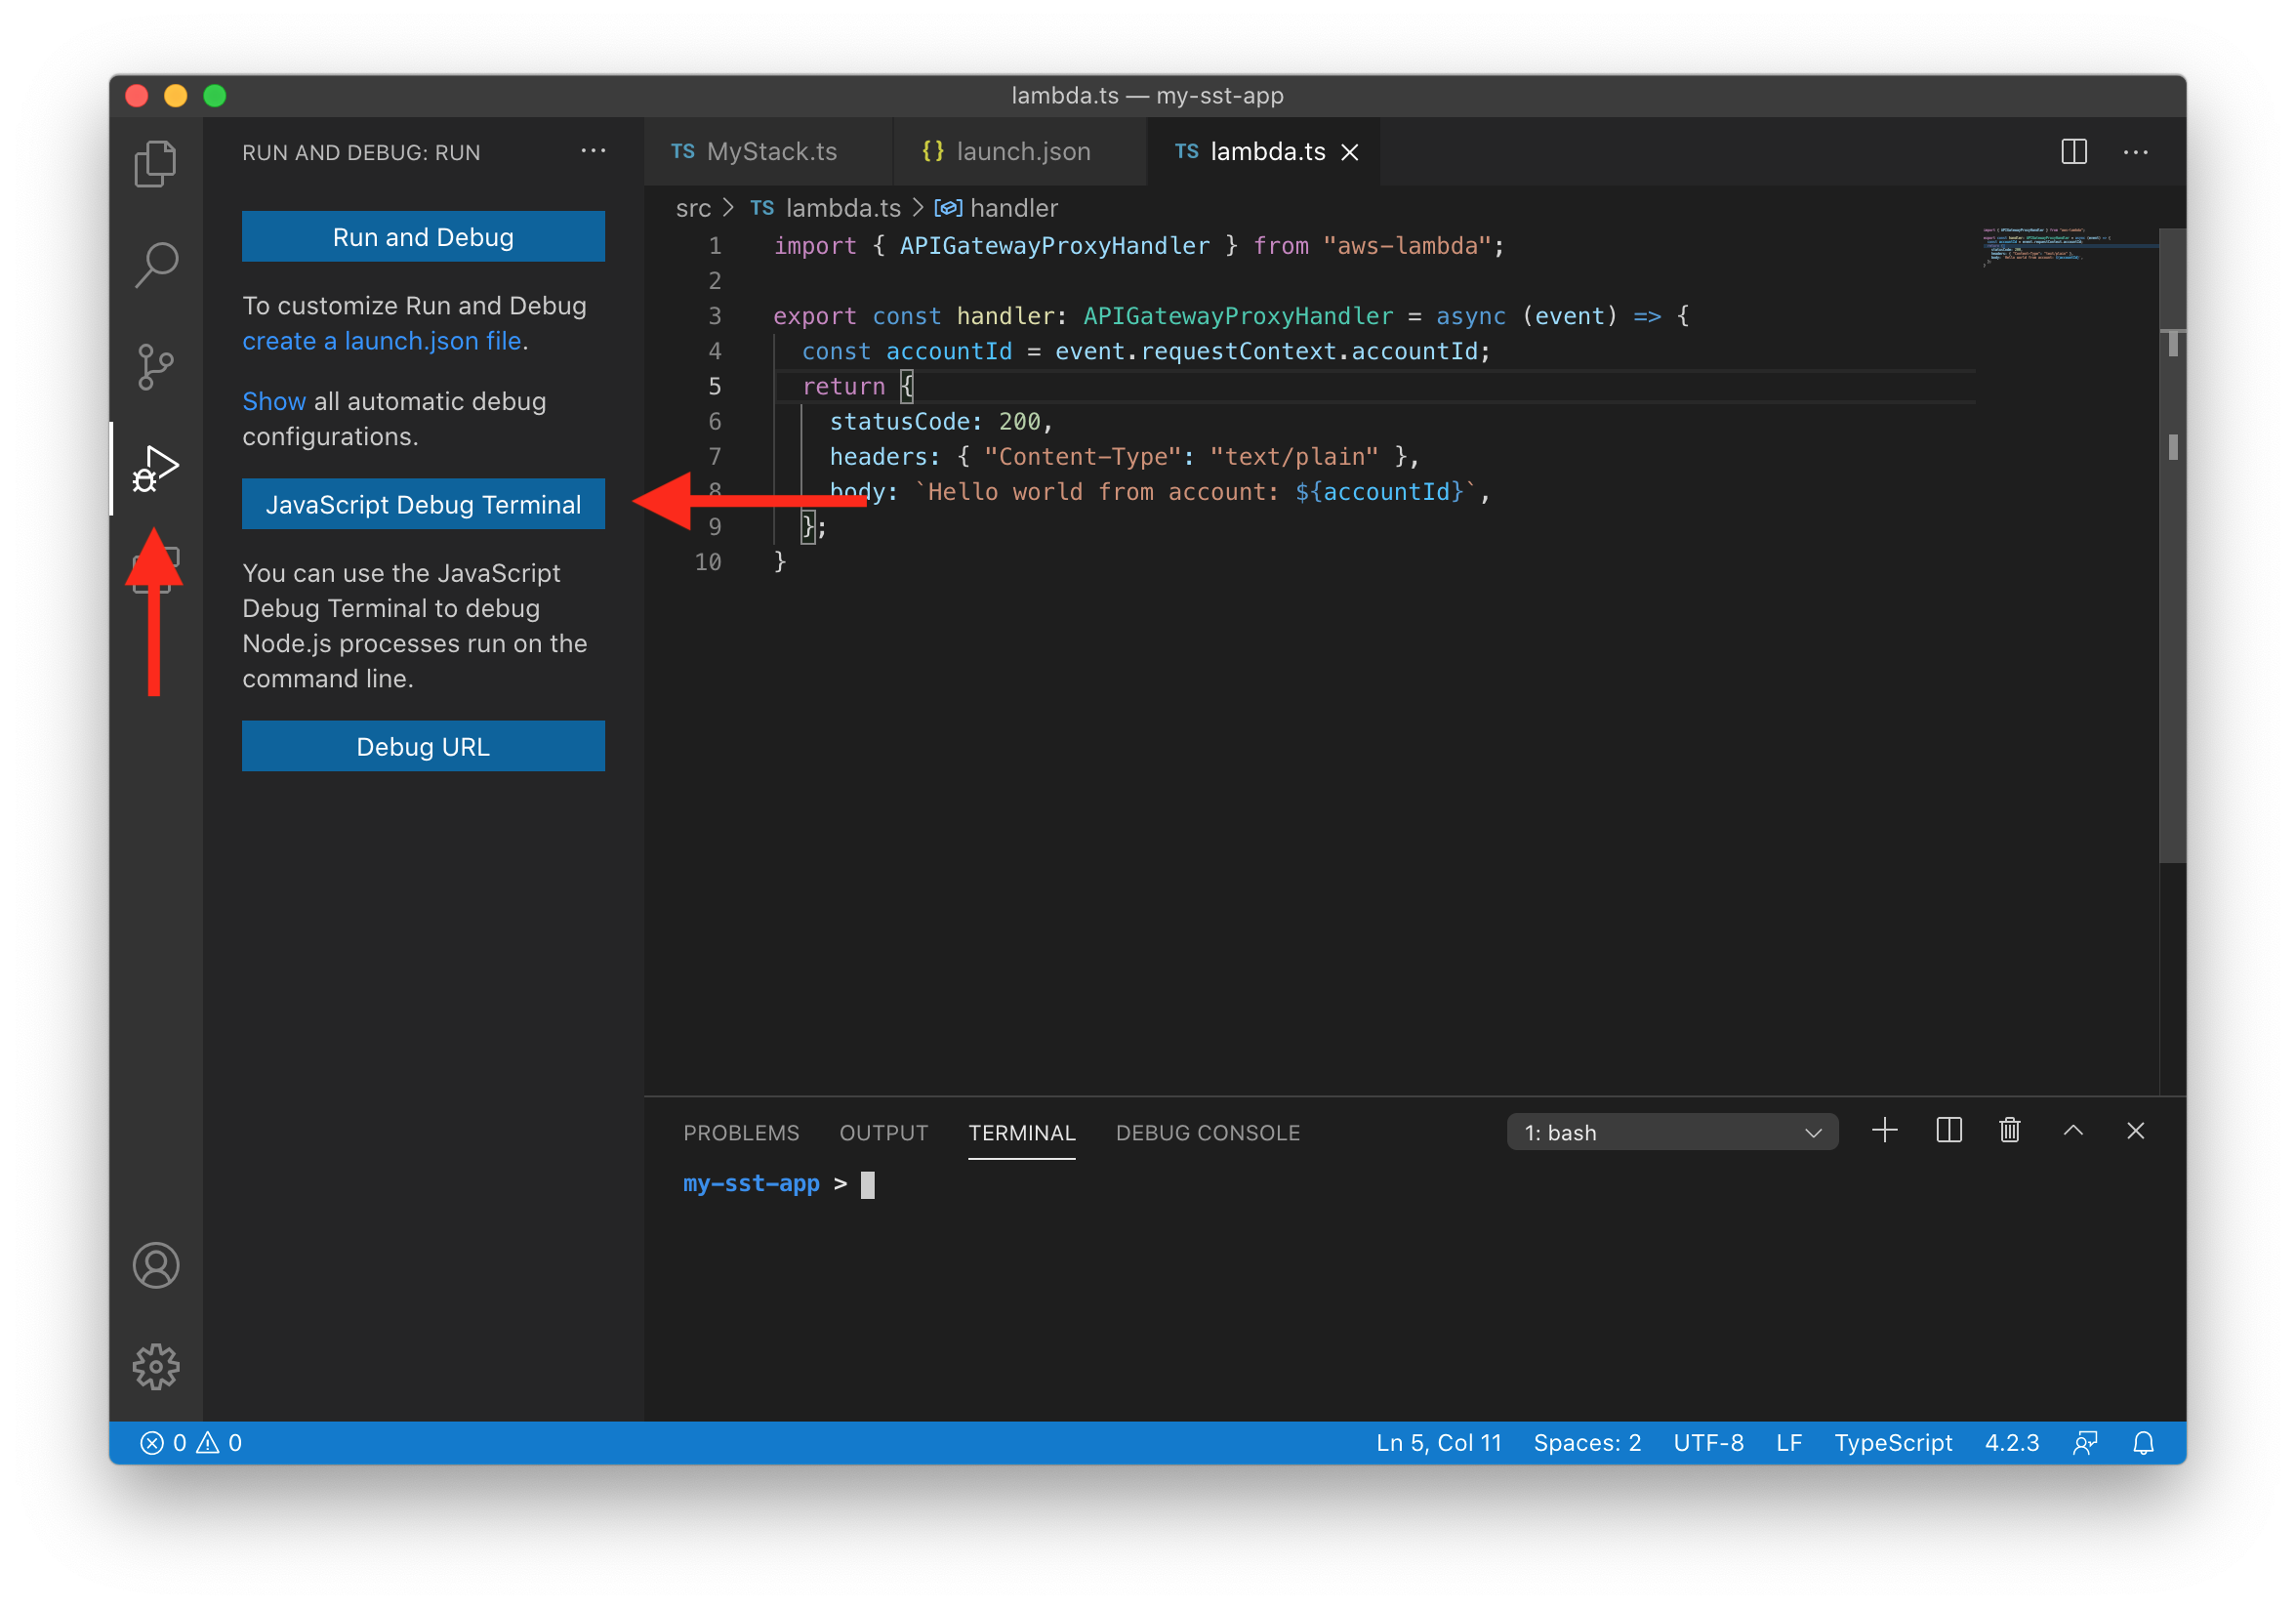 lambda.ts — my-sst-app
RUN AND DEBUG: RUN
Run and Debug
To customize Run and Debug
create a launch.json file.
Show all automatic debug
configurations.
JavaScript Debug Terminal
You can use the JavaScript
Debug Terminal to debug
Node.js processes run on the
command line.
Debug URL
TS MyStack.ts {} launch.json TS lambda.ts
src > TS lambda.ts > handler
1 import { APIGatewayProxyHandler } from "aws-lambda";
2
3 export const handler: APIGatewayProxyHandler = async (event) => {
4 const accountId = event.requestContext.accountId;
5 return {
6 statusCode: 200,
7 headers: { "Content-Type": "text/plain" },
8 body: `Hello world from account: ${accountId}`,
9 };
10 }
PROBLEMS OUTPUT TERMINAL DEBUG CONSOLE 1: bash
my-sst-app >
0 0 Ln 5, Col 11 Spaces: 2 UTF-8 LF TypeScript 4.2.3